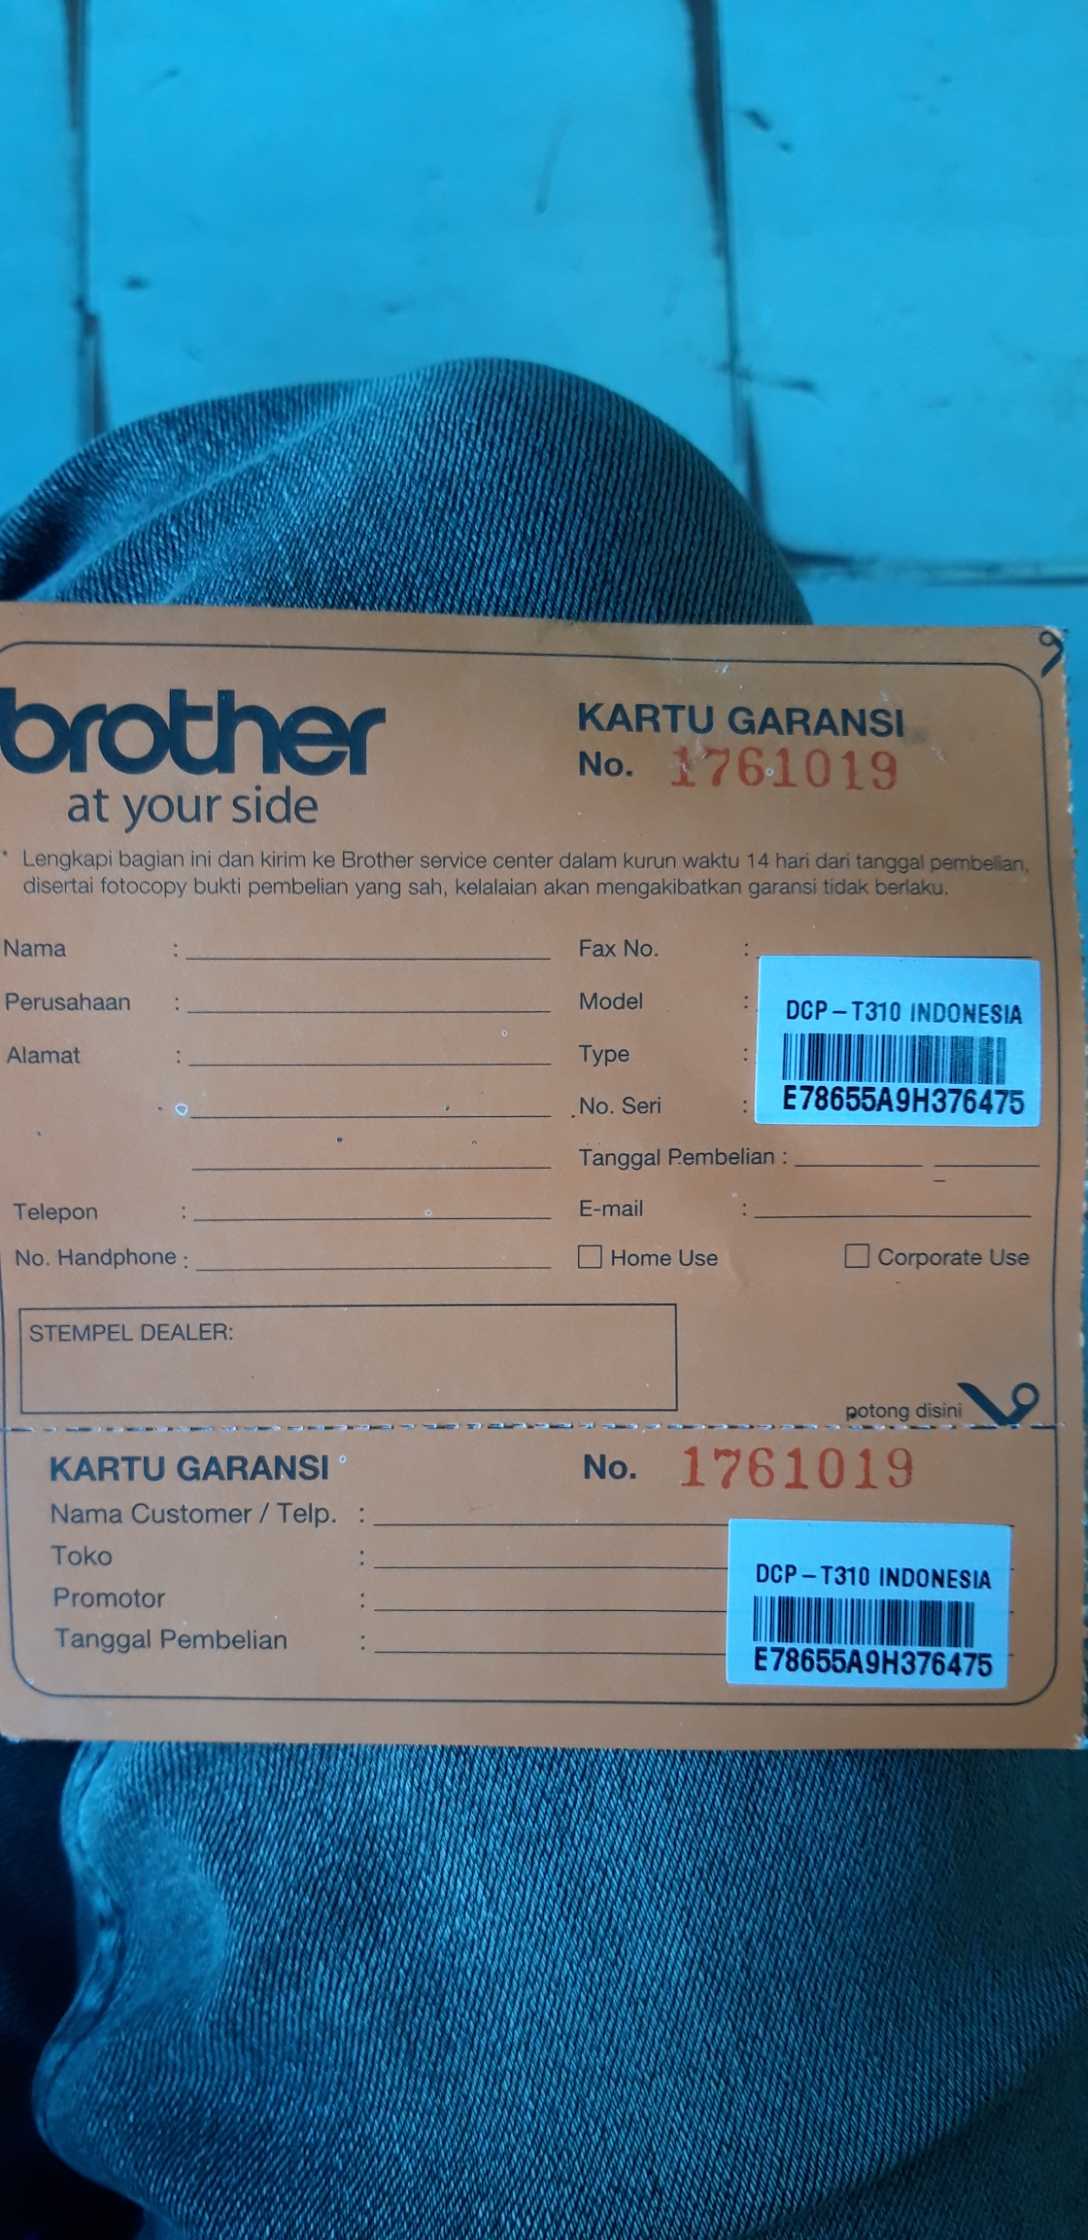 brother
at your side
KARTU GARANSI
No. 1761019
* Lengkapi bagian ini dan kirim ke Brother service center dalam kurun waktu 14 hari dari tanggal pembelian,
disertai fotocopy bukti pembelian yang sah, kelalaian akan mengakibatkan garansi tidak berlaku.
Nama :
Fax No. :
Perusahaan :
Model :
DCP-T310 INDONESIA
Alamat :
Type :
No. Seri :
E78655A9H376475
Tanggal Pembelian :
Telepon :
E-mail :
No. Handphone :
Home Use
Corporate Use
STEMPEL DEALER:
potong disini
KARTU GARANSI
No. 1761019
Nama Customer / Telp. :
Toko :
Promotor :
Tanggal Pembelian :
DCP-T310 INDONESIA
E78655A9H376475